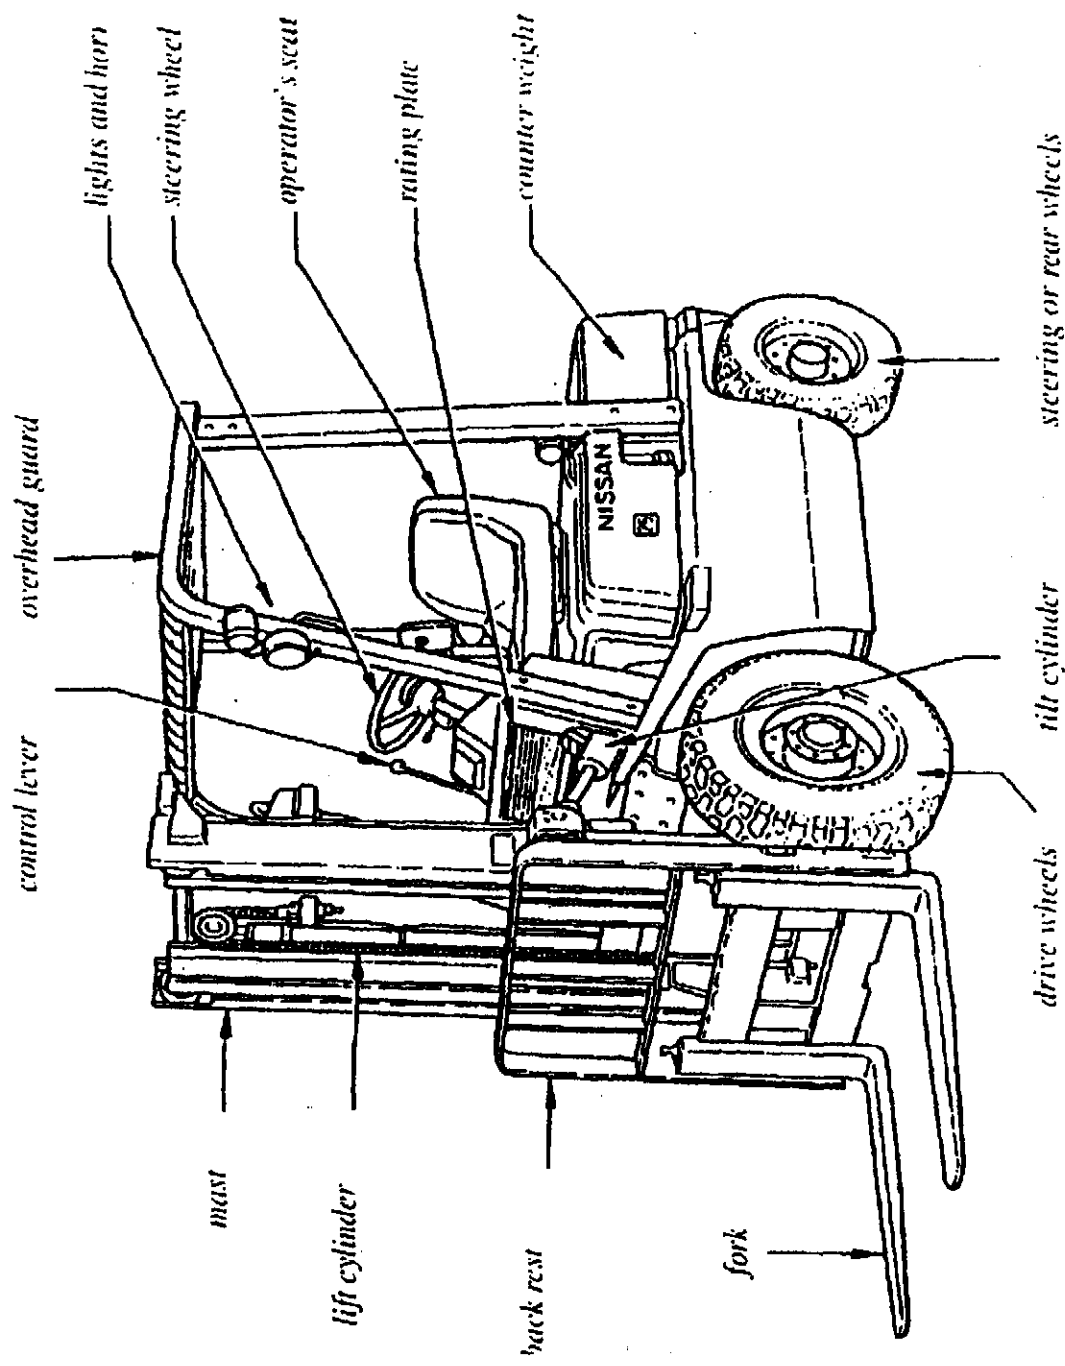 lights and horn
steering wheel
operator's seat
rating plate
counter weight
steering or rear wheels
overhead guard
control lever
NISSAN
75
tilt cylinder
drive wheels
mast
lift cylinder
back rest
fork